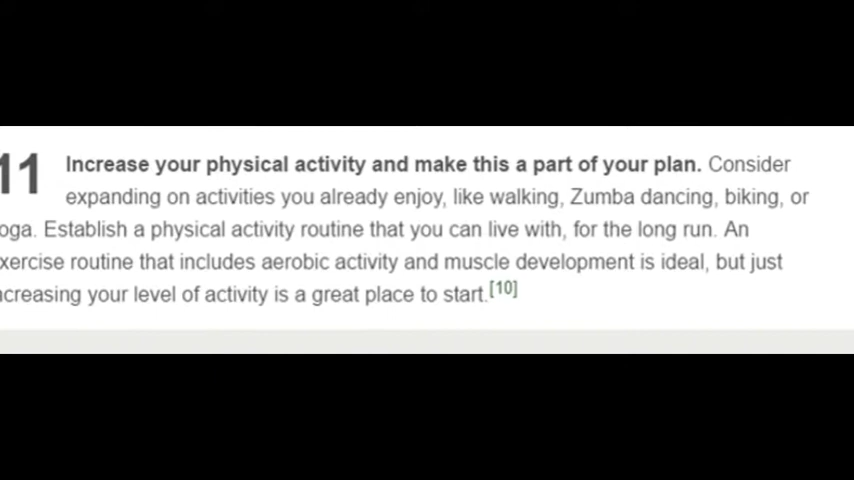 11 Increase your physical activity and make this a part of your plan. Consider
expanding on activities you already enjoy, like walking, Zumba dancing, biking, or
oga. Establish a physical activity routine that you can live with, for the long run. An
xercise routine that includes aerobic activity and muscle development is ideal, but just
creasing your level of activity is a great place to start.[10]